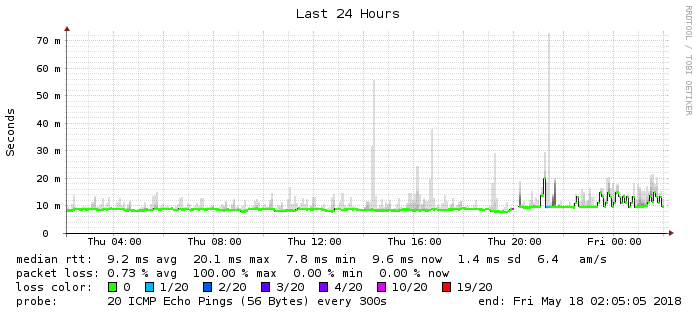 Last 24 Hours
RRDTOOL / TOBI OETIKER
Seconds
70 m
60 m
50 m
40 m
30 m
20 m
10 m
0
Thu 04:00 Thu 08:00 Thu 12:00 Thu 16:00 Thu 20:00 Fri 00:00
median rtt: 9.2 ms avg 20.1 ms max 7.8 ms min 9.6 ms now 1.4 ms sd 6.4 am/s
packet loss: 0.73 % avg 100.00 % max 0.00 % min 0.00 % now
loss color: 0 1/20 2/20 3/20 4/20 10/20 19/20
probe: 20 ICMP Echo Pings (56 Bytes) every 300s end: Fri May 18 02:05:05 2018